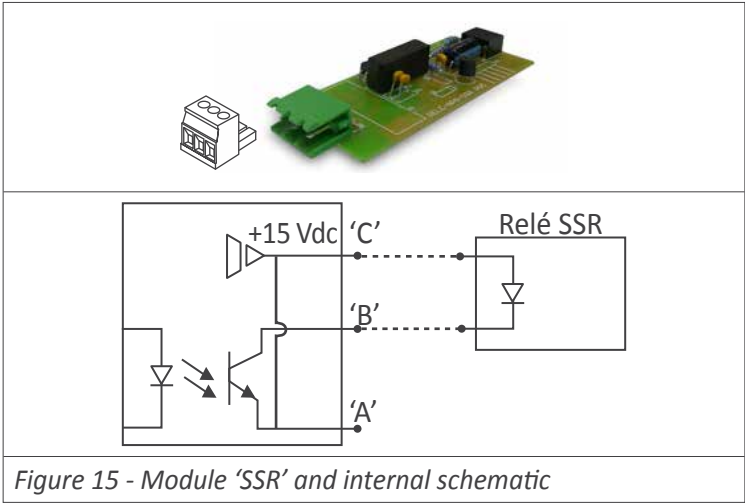 +15 Vdc 'C'
Relé SSR
'B'
'A'
Figure 15 - Module ‘SSR’ and internal schematic